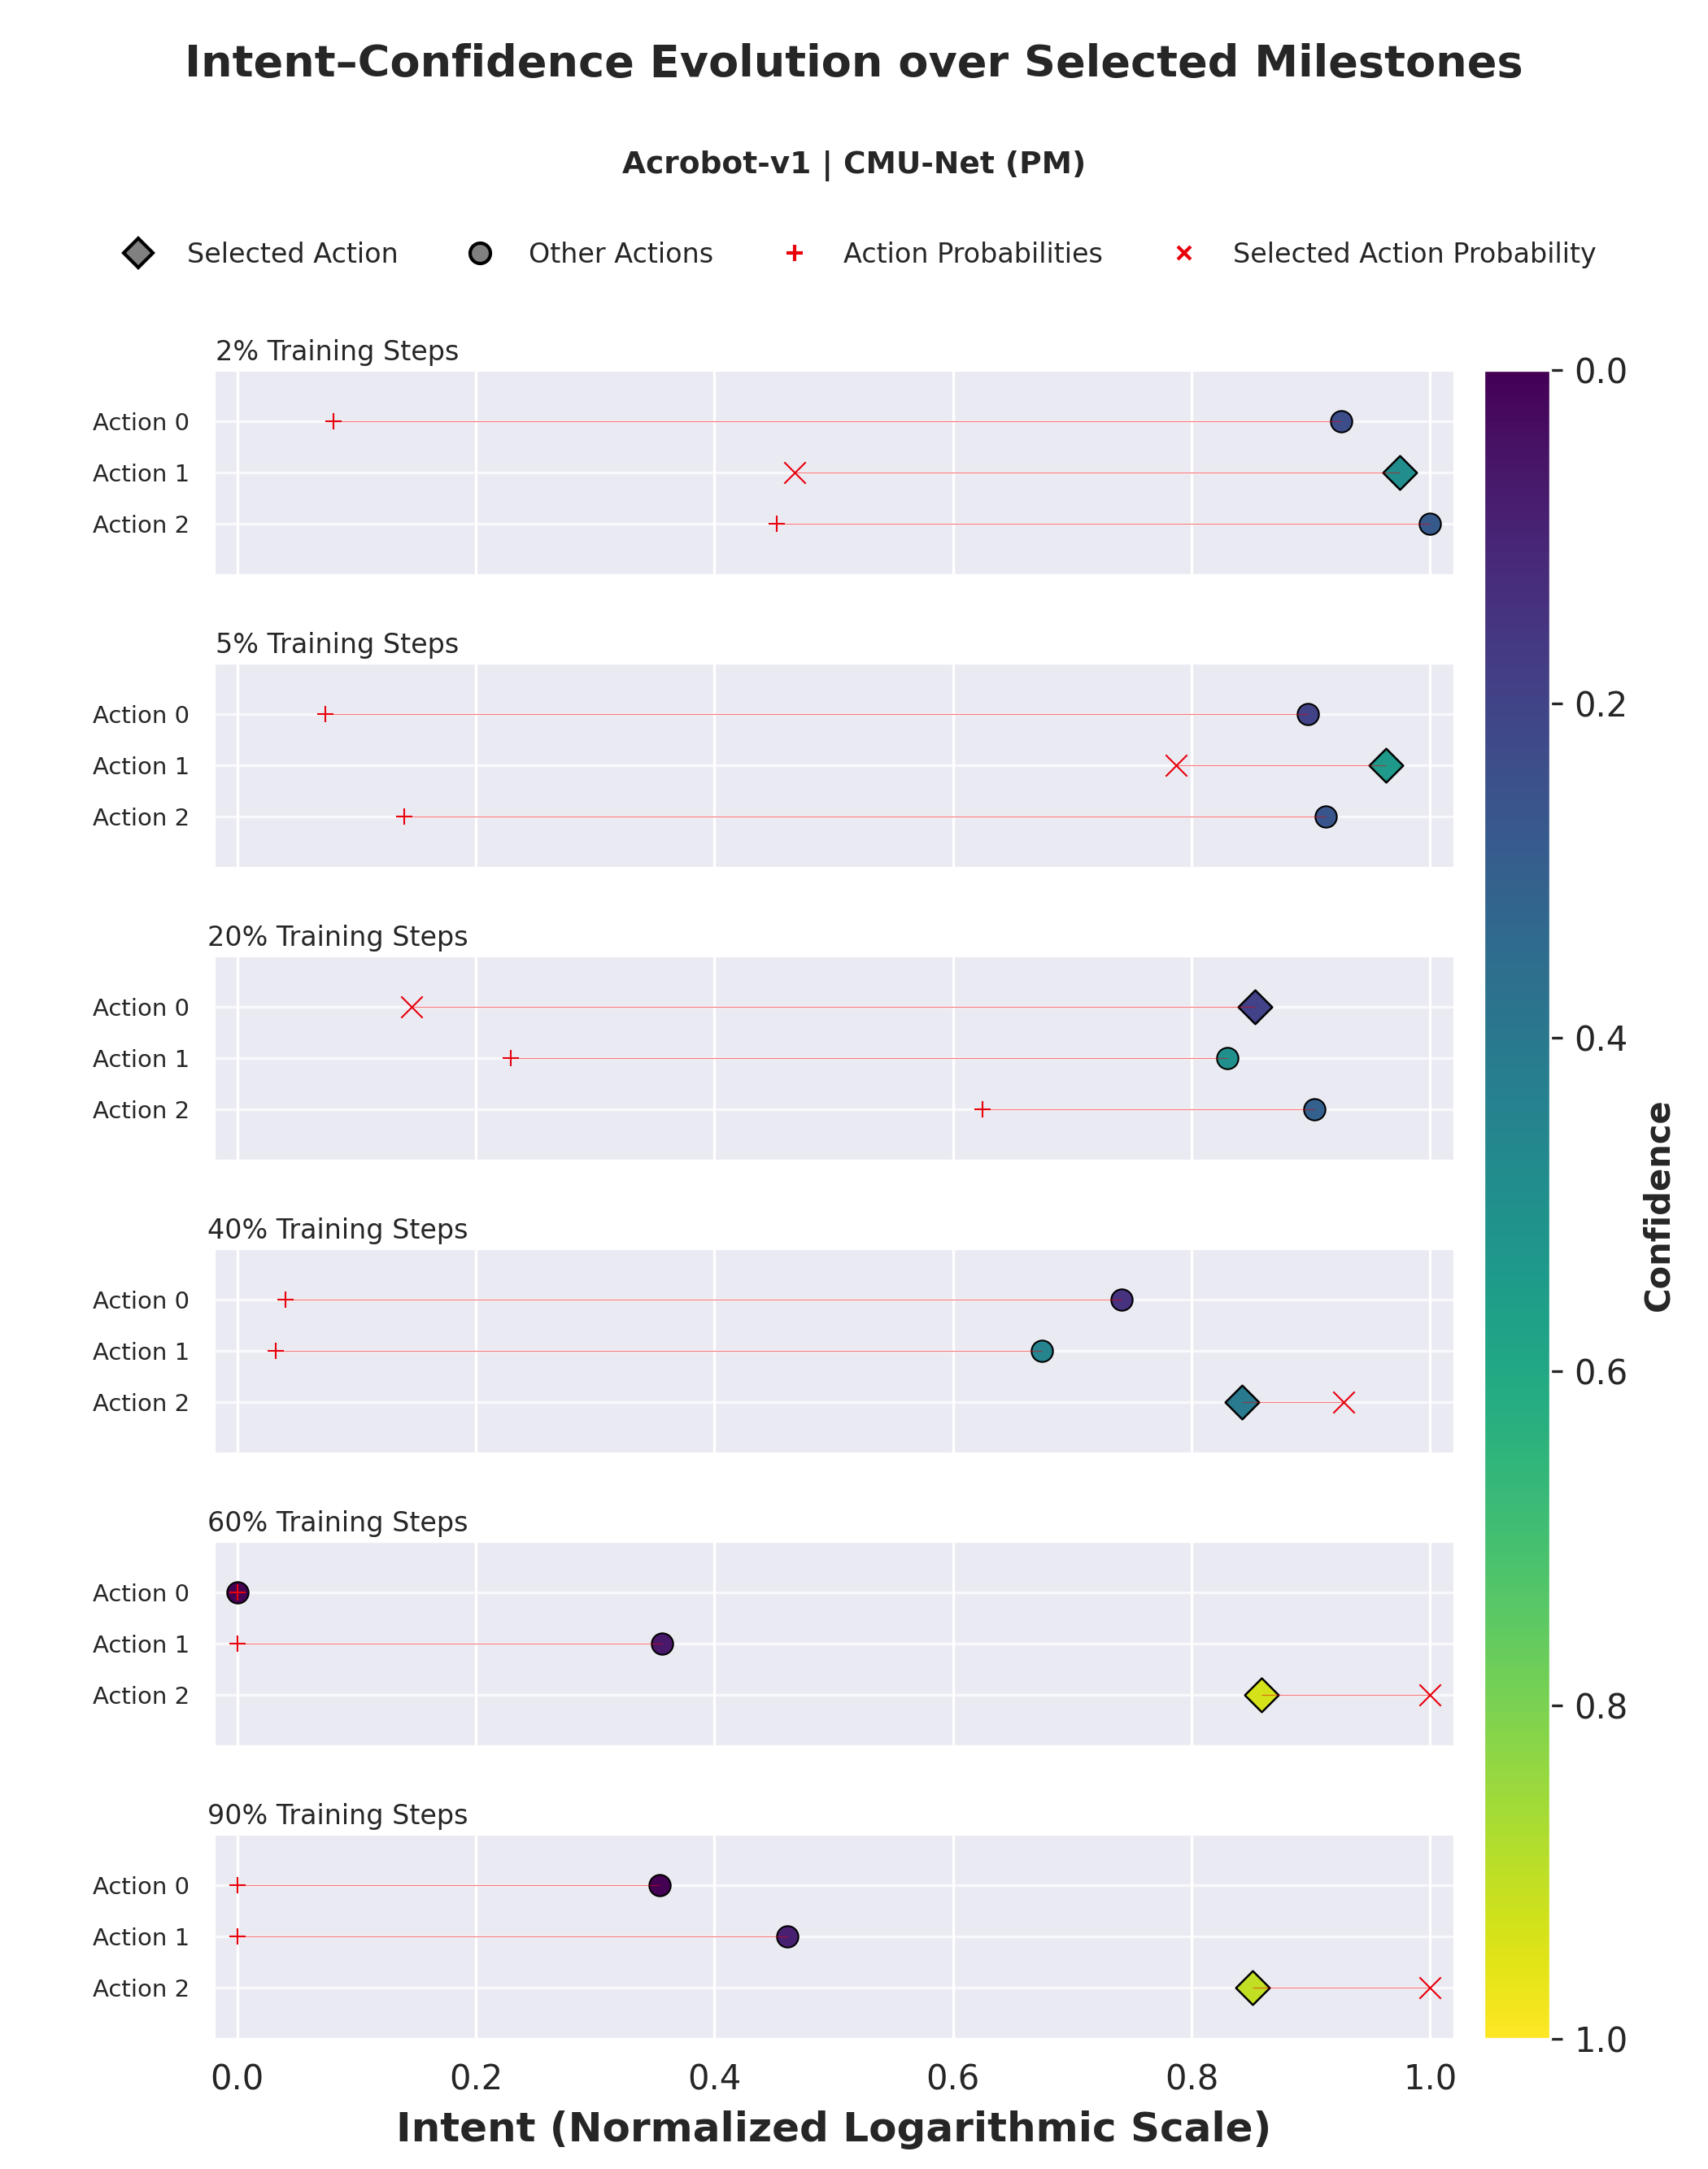 Intent–Confidence Evolution over Selected Milestones
Acrobot-v1 | CMU-Net (PM)
Selected Action Other Actions Action Probabilities Selected Action Probability
2% Training Steps
Action 0
Action 1
Action 2
5% Training Steps
Action 0
Action 1
Action 2
20% Training Steps
Action 0
Action 1
Action 2
40% Training Steps
Action 0
Action 1
Action 2
60% Training Steps
Action 0
Action 1
Action 2
90% Training Steps
Action 0
Action 1
Action 2
0.0 0.2 0.4 0.6 0.8 1.0
Intent (Normalized Logarithmic Scale)
0.0
0.2
0.4
0.6
0.8
1.0
Confidence